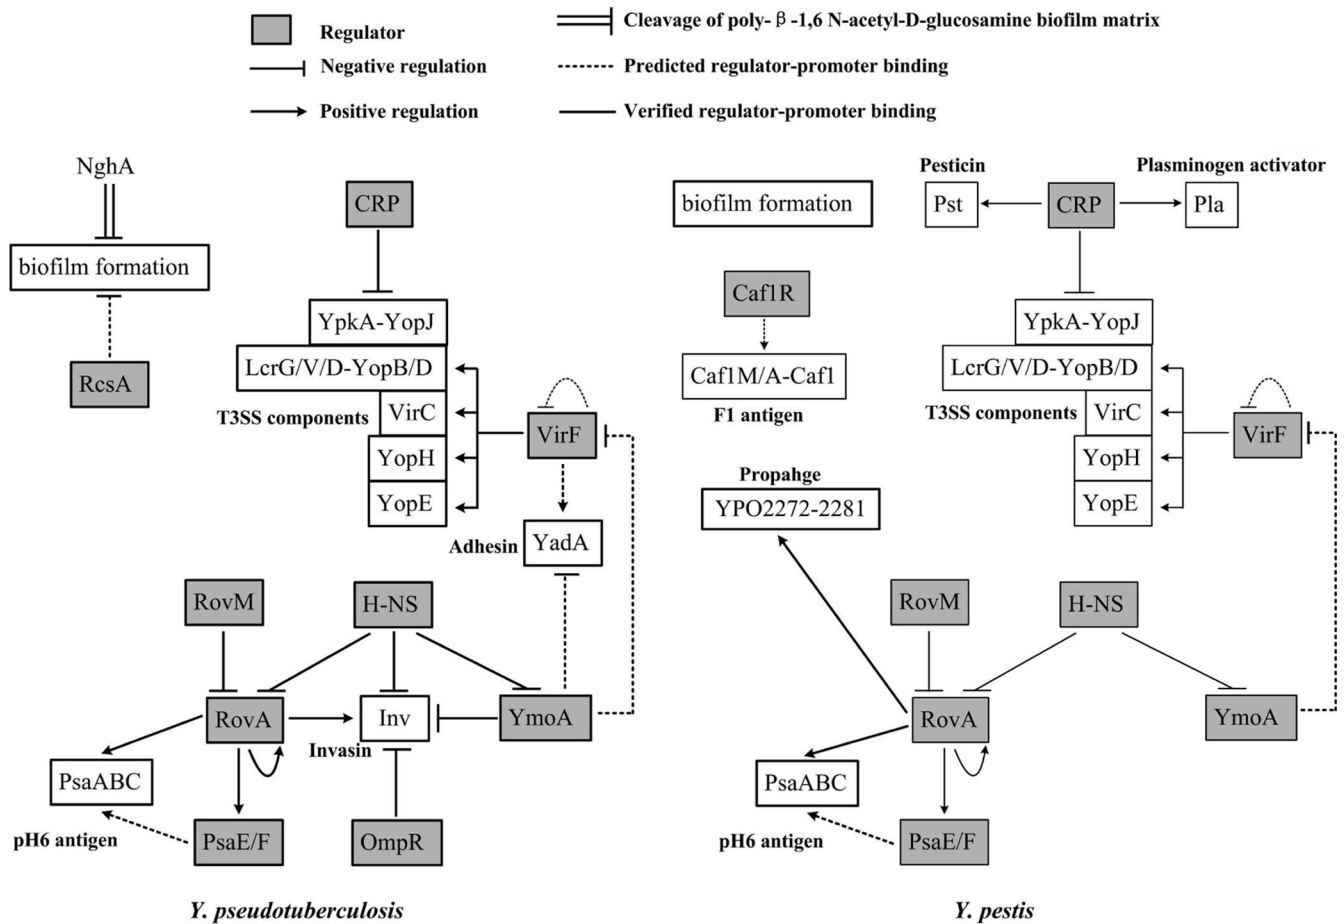 Regulator
Cleavage of poly-β-1,6 N-acetyl-D-glucosamine biofilm matrix
Negative regulation
Predicted regulator-promoter binding
Positive regulation
Verified regulator-promoter binding
NghA
biofilm formation
RcsA
CRP
YpkA-YopJ
LcrG/V/D-YopB/D
T3SS components
VirC
YopH
YopE
VirF
Adhesin
YadA
RovM
H-NS
RovA
Inv
YmoA
Invasin
PsaABC
pH6 antigen
PsaE/F
OmpR
Y. pseudotuberculosis
biofilm formation
Pesticin
Pst
CRP
Plasminogen activator
Pla
Caf1R
Caf1M/A-Caf1
F1 antigen
YpkA-YopJ
LcrG/V/D-YopB/D
T3SS components
VirC
YopH
YopE
VirF
Propahge
YPO2272-2281
RovM
H-NS
RovA
YmoA
PsaABC
pH6 antigen
PsaE/F
Y. pestis